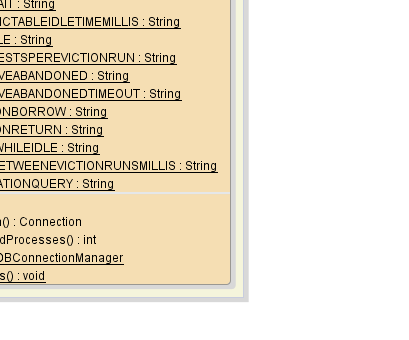 AIT : String
ICTABLEIDLETIMEMILLIS : String
LE : String
ESTSPEREVICTIONRUN : String
VEABANDONED : String
VEABANDONEDTIMEOUT : String
ONBORROW : String
ONRETURN : String
WHILEIDLE : String
ETWEENEVICTIONRUNSMILLIS : String
ATIONQUERY : String
n() : Connection
dProcesses() : int
DBConnectionManager
s() : void